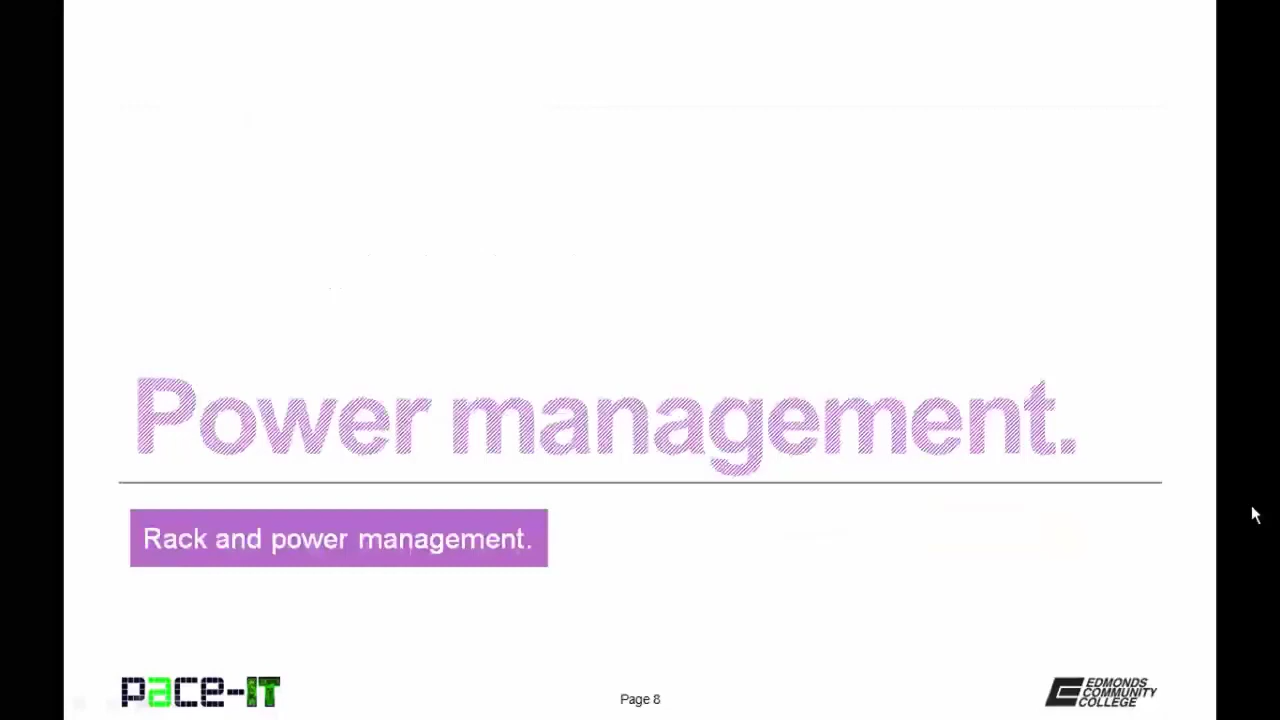 Power management.
Rack and power management.
pace-IT
Page 8
EDMONDS
COMMUNITY
COLLEGE